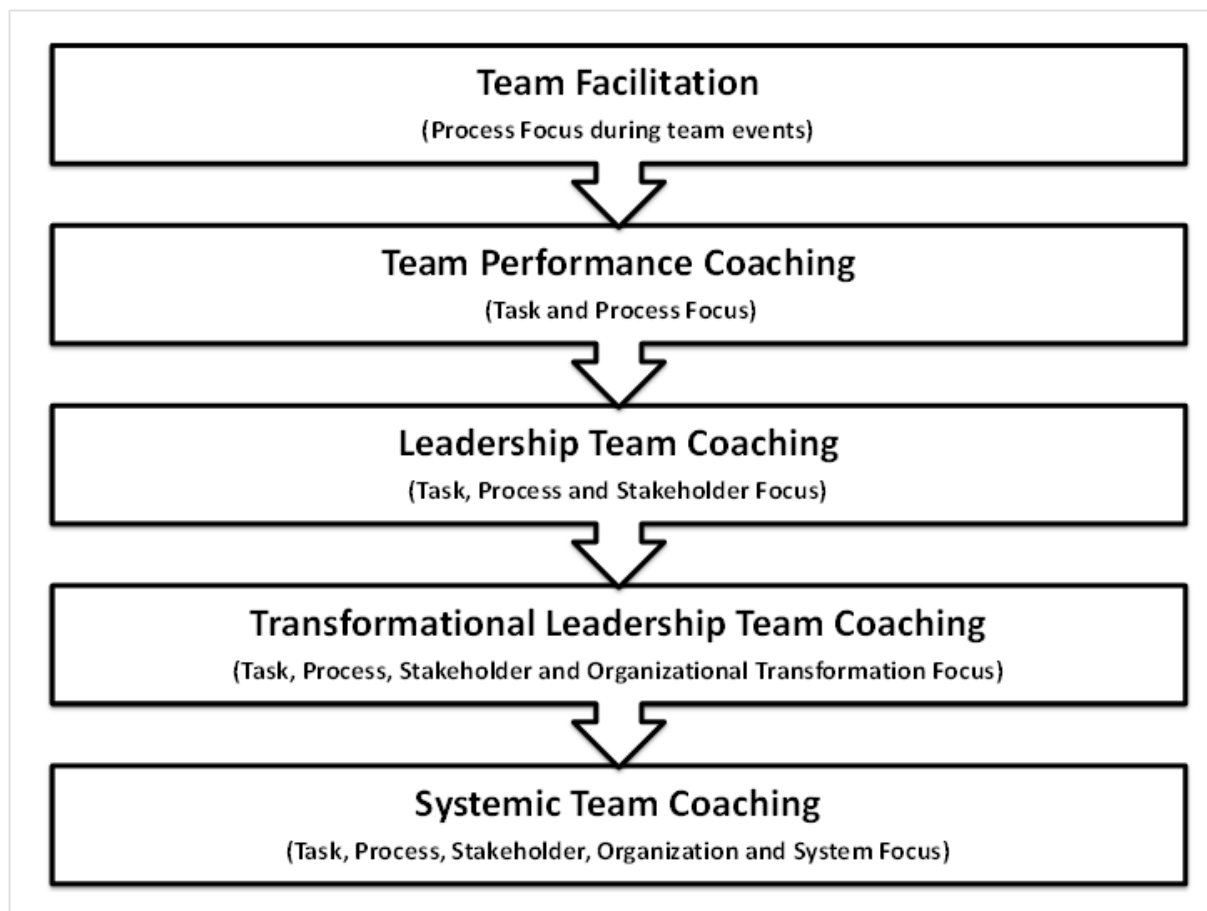 Team Facilitation
(Process Focus during team events)
Team Performance Coaching
(Task and Process Focus)
Leadership Team Coaching
(Task, Process and Stakeholder Focus)
Transformational Leadership Team Coaching
(Task, Process, Stakeholder and Organizational Transformation Focus)
Systemic Team Coaching
(Task, Process, Stakeholder, Organization and System Focus)